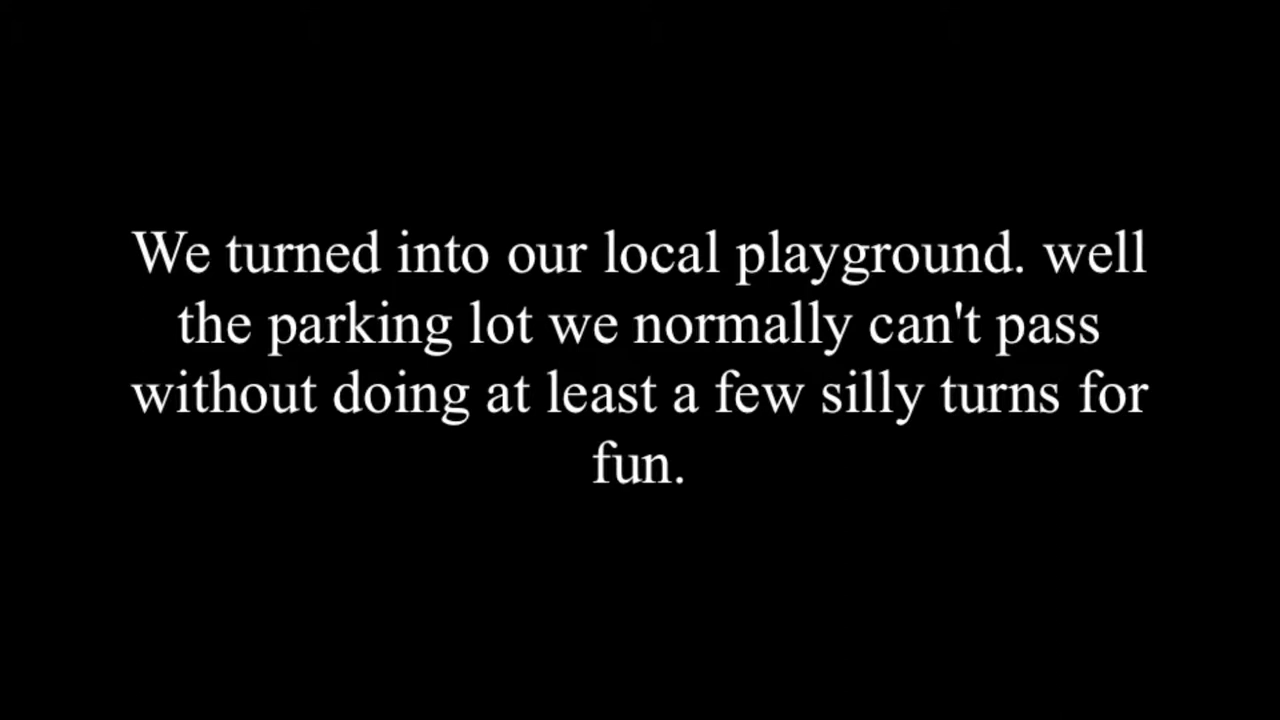 We turned into our local playground. well
the parking lot we normally can't pass
without doing at least a few silly turns for
fun.